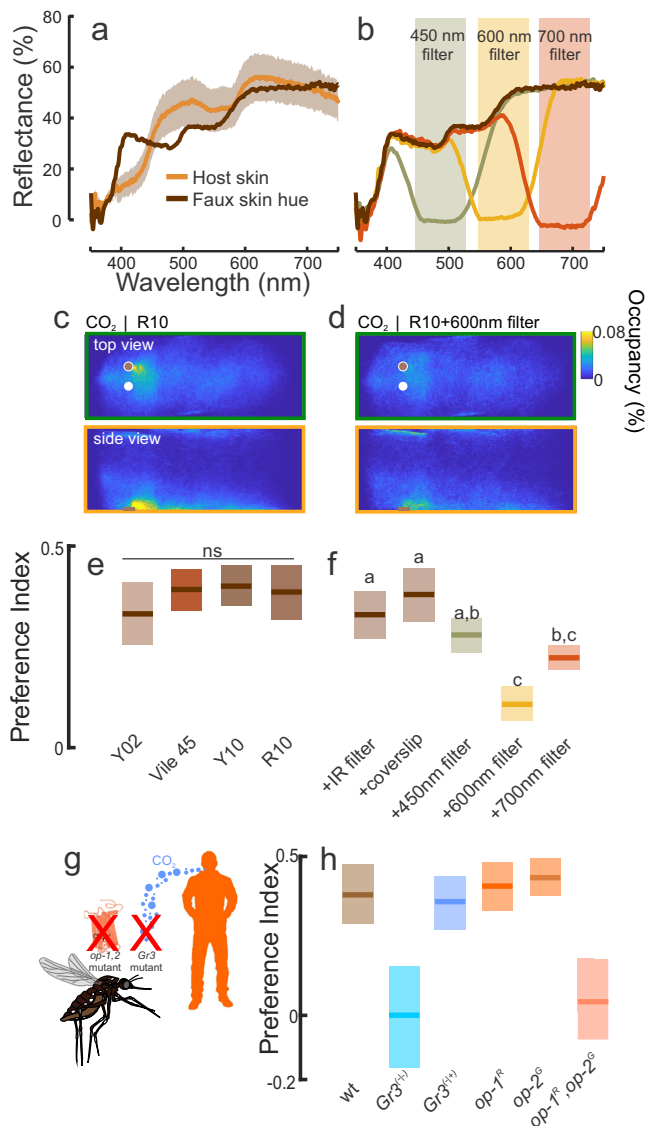 a
b
Reflectance (%)
80
60
40
20
0
450 nm
filter
600 nm
filter
700 nm
filter
Host skin
Faux skin hue
400
500
600
700
400
500
600
700
Wavelength (nm)
c
CO2 | R10
top view
side view
d
CO2 | R10+600nm filter
0.08
0
Occupancy (%)
Preference Index
0.5
0
e
ns
Y02
Vile 45
Y10
R10
f
a
a
a,b
c
b,c
+IR filter
+coverslip
+450nm filter
+600nm filter
+700nm filter
g
CO2
op-1,2
mutant
Gr3
mutant
h
Preference Index
0.5
0
-0.2
wt
Gr3(-/-)
Gr3(-/+)
op-1R
op-2G
op-1R,op-2G